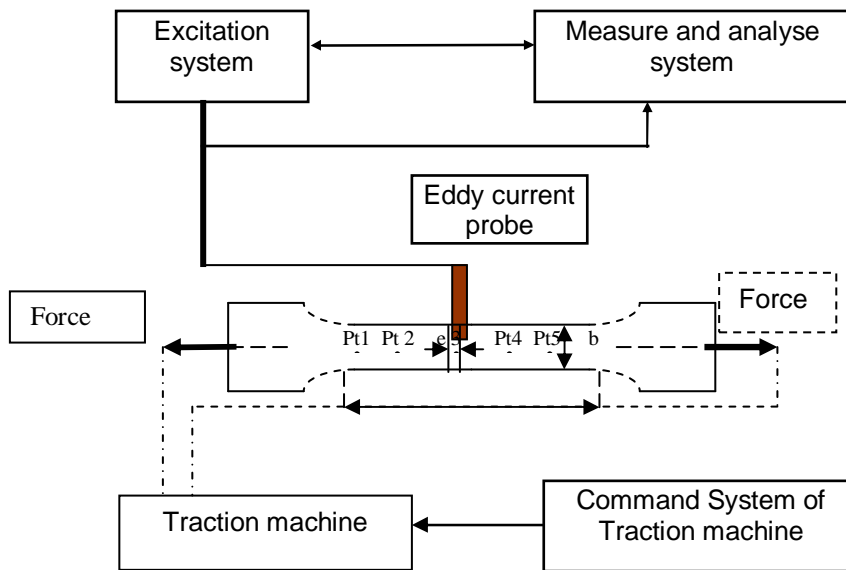 Excitation
system
Measure and analyse
system
Eddy current
probe
Force
Force
Pt1 Pt 2 e 3 Pt4 Pt5 b
Traction machine
Command System of
Traction machine